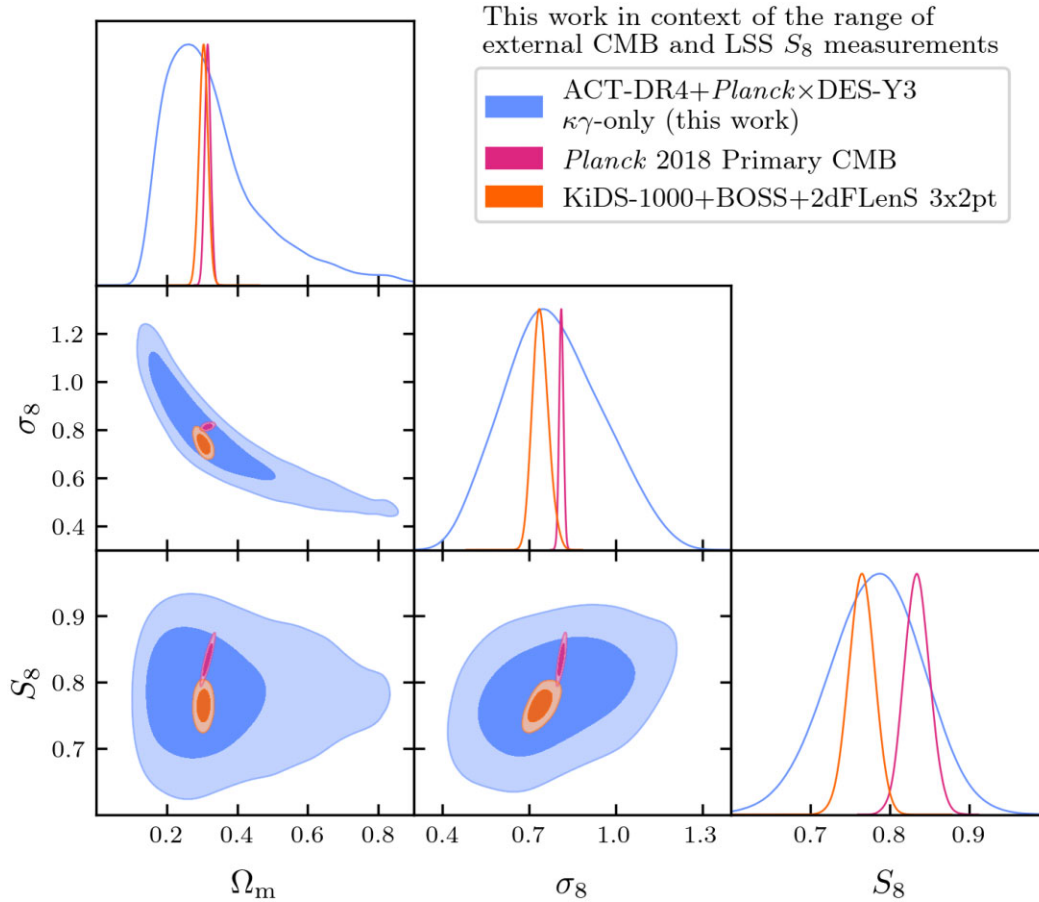 This work in context of the range of
external CMB and LSS S₈ measurements
ACT-DR4+Planck×DES-Y3
κγ-only (this work)
Planck 2018 Primary CMB
KiDS-1000+BOSS+2dFLenS 3x2pt
σ₈
1.2
1.0
0.8
0.6
0.4
S₈
0.9
0.8
0.7
0.2 0.4 0.6 0.8
0.4 0.7 1.0 1.3
0.7 0.8 0.9
Ωₘ
σ₈
S₈